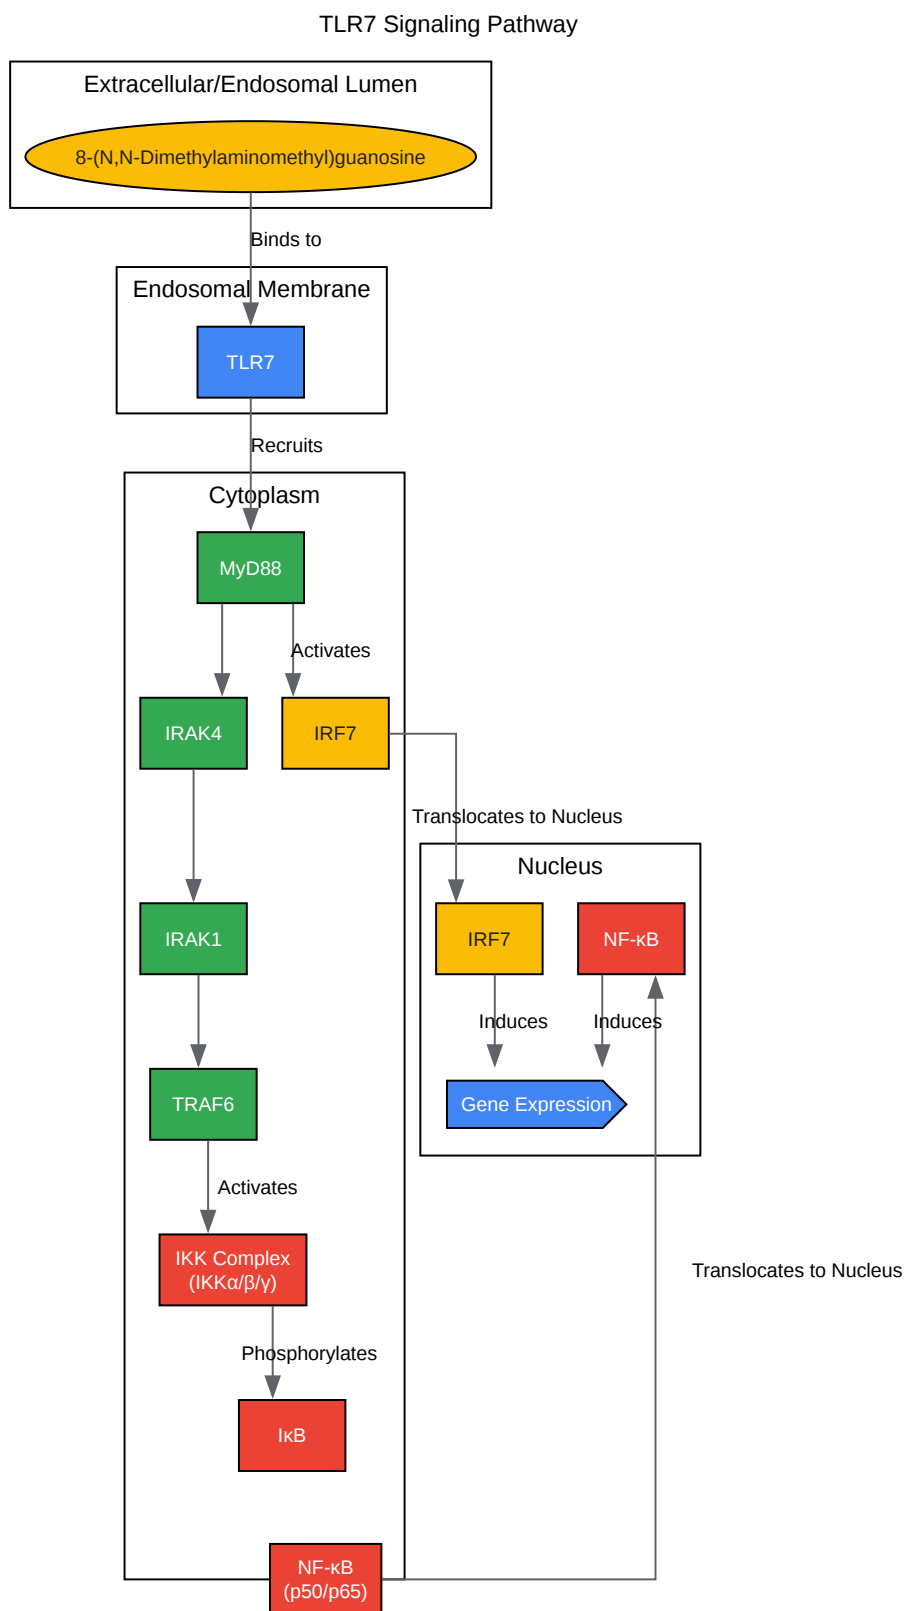 TLR7 Signaling Pathway
Extracellular/Endosomal Lumen
8-(N,N-Dimethylaminomethyl)guanosine
Binds to
Endosomal Membrane
TLR7
Recruits
Cytoplasm
MyD88
Activates
IRAK4
IRF7
Translocates to Nucleus
Nucleus
IRAK1
IRF7
NF-κB
Induces
Induces
TRAF6
Gene Expression
Activates
IKK Complex
(IKKα/β/γ)
Translocates to Nucleus
Phosphorylates
IκB
NF-κB
(p50/p65)